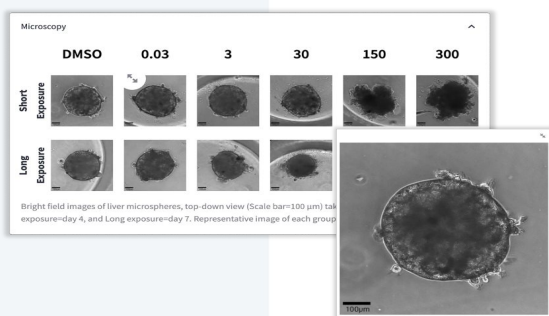 Microscopy
DMSO 0.03 3 30 150 300
Short
Exposure
Long
Exposure
Bright field images of liver microspheres, top-down view (Scale bar=100 µm) tak
exposure=day 4, and Long exposure=day 7. Representative image of each group
100µm